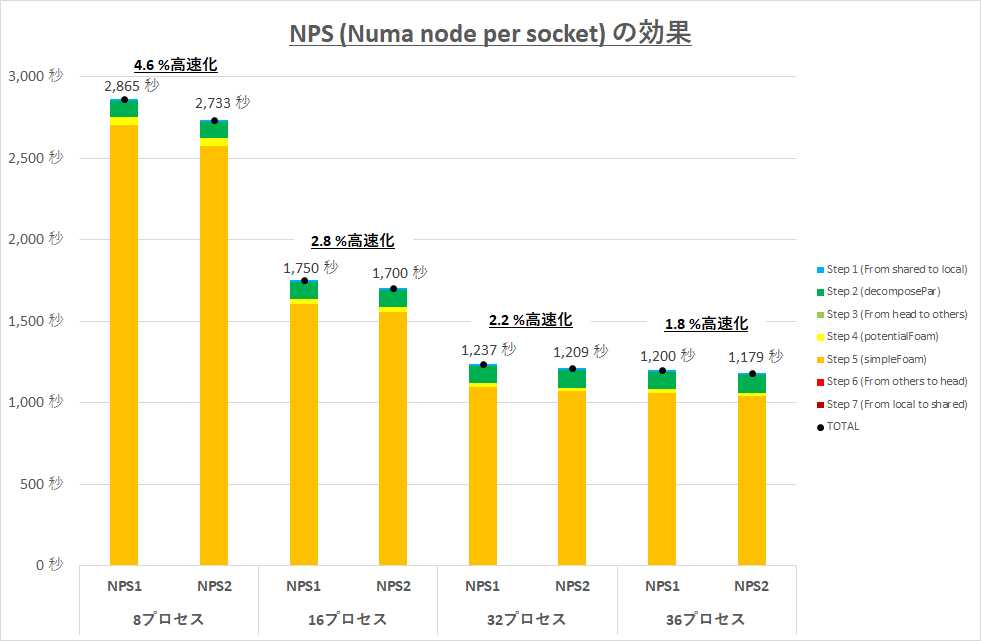 NPS (Numa node per socket) の効果
3,000 秒
2,500 秒
2,000 秒
1,500 秒
1,000 秒
500 秒
0 秒
4.6 %高速化
2,865 秒
2,733 秒
2.8 %高速化
1,750 秒
1,700 秒
2.2 %高速化
1,237 秒
1,209 秒
1.8 %高速化
1,200 秒
1,179 秒
NPS1
NPS2
NPS1
NPS2
NPS1
NPS2
NPS1
NPS2
8プロセス
16プロセス
32プロセス
36プロセス
Step 1 (From shared to local)
Step 2 (decomposePar)
Step 3 (From head to others)
Step 4 (potentialFoam)
Step 5 (simpleFoam)
Step 6 (From others to head)
Step 7 (From local to shared)
TOTAL